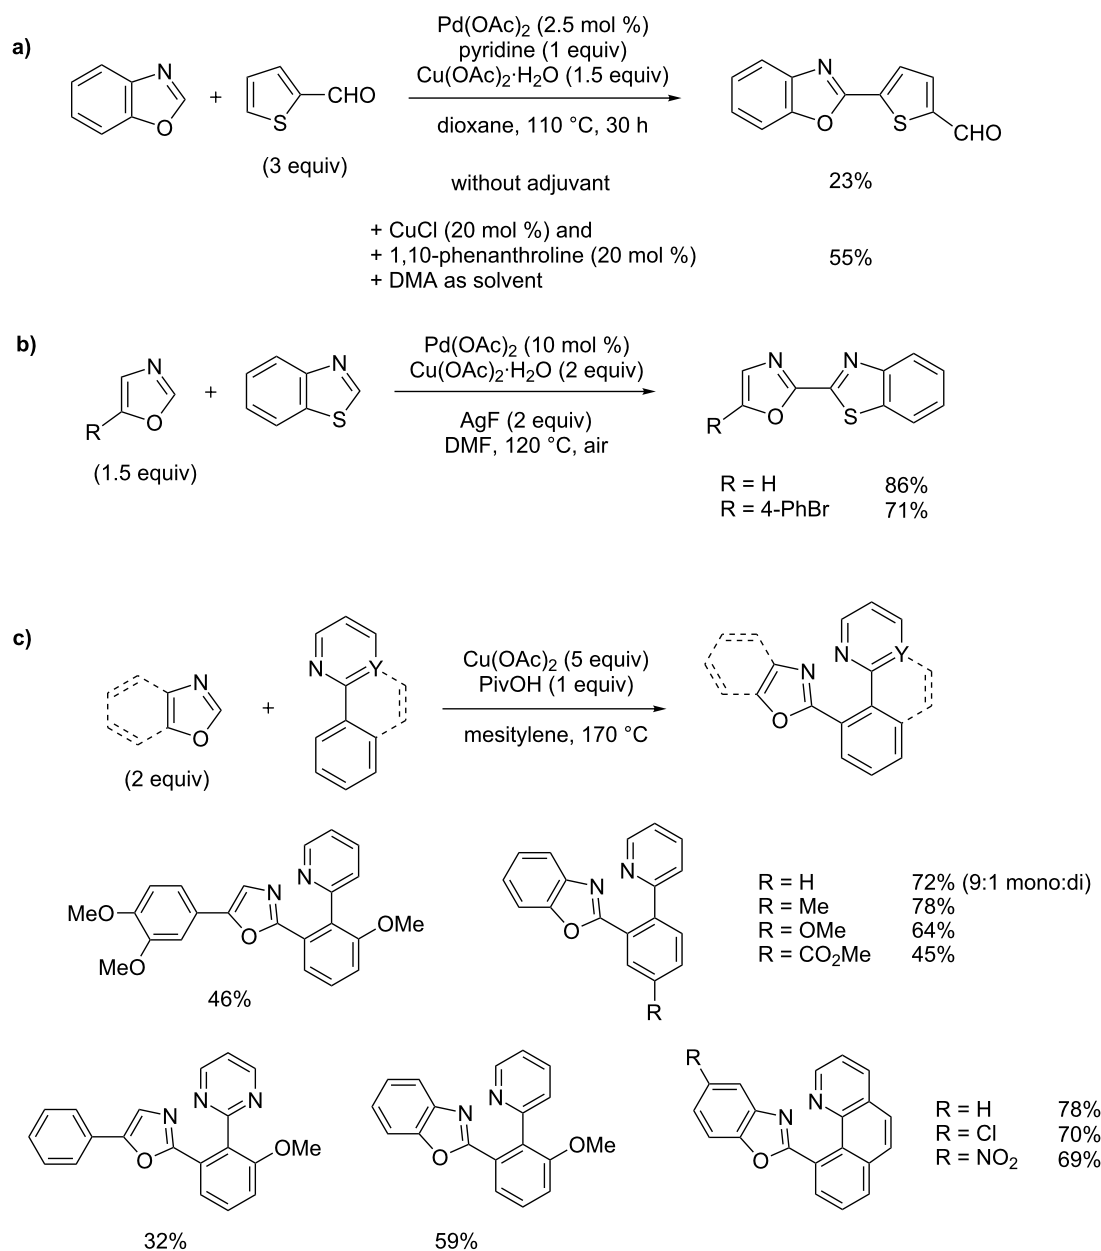 a)
Pd(OAc)2 (2.5 mol %)
pyridine (1 equiv)
Cu(OAc)2·H2O (1.5 equiv)
N
O
+
S
CHO
(3 equiv)
dioxane, 110 °C, 30 h
N
O
S
CHO
without adjuvant
23%
+ CuCl (20 mol %) and
+ 1,10-phenanthroline (20 mol %)
+ DMA as solvent
55%
b)
Pd(OAc)2 (10 mol %)
Cu(OAc)2·H2O (2 equiv)
N
O
R
(1.5 equiv)
+
N
S
AgF (2 equiv)
DMF, 120 °C, air
N
O
R
N
S
R = H 86%
R = 4-PhBr 71%
c)
N
O
(2 equiv)
+
N
Y
Cu(OAc)2 (5 equiv)
PivOH (1 equiv)
mesitylene, 170 °C
N
O
N
Y
MeO
MeO
N
O
N
OMe
46%
N
O
N
R
R = H 72% (9:1 mono:di)
R = Me 78%
R = OMe 64%
R = CO2Me 45%
N
O
N
N
OMe
32%
N
O
N
OMe
59%
R
N
O
N
R = H 78%
R = Cl 70%
R = NO2 69%